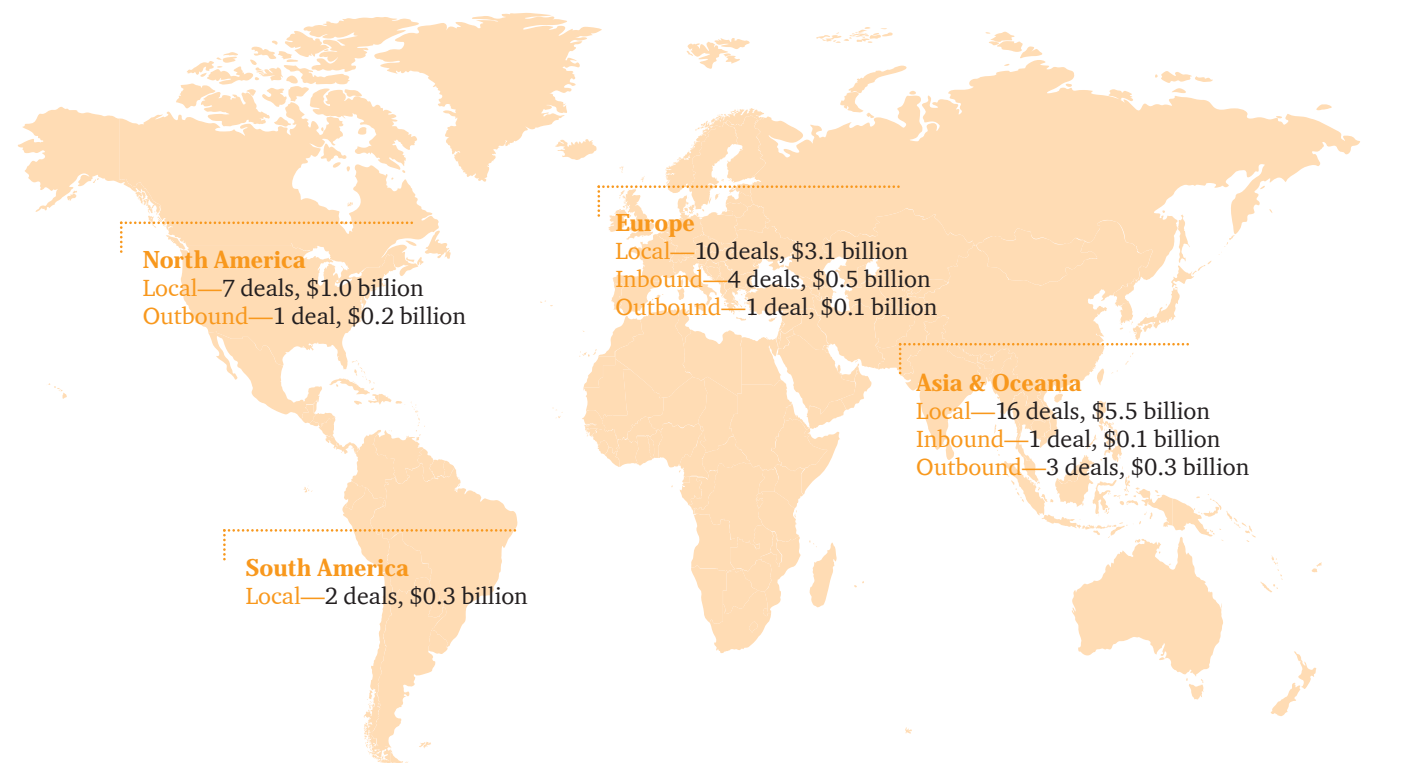 North America
Local—7 deals, $1.0 billion
Outbound—1 deal, $0.2 billion
Europe
Local—10 deals, $3.1 billion
Inbound—4 deals, $0.5 billion
Outbound—1 deal, $0.1 billion
Asia & Oceania
Local—16 deals, $5.5 billion
Inbound—1 deal, $0.1 billion
Outbound—3 deals, $0.3 billion
South America
Local—2 deals, $0.3 billion